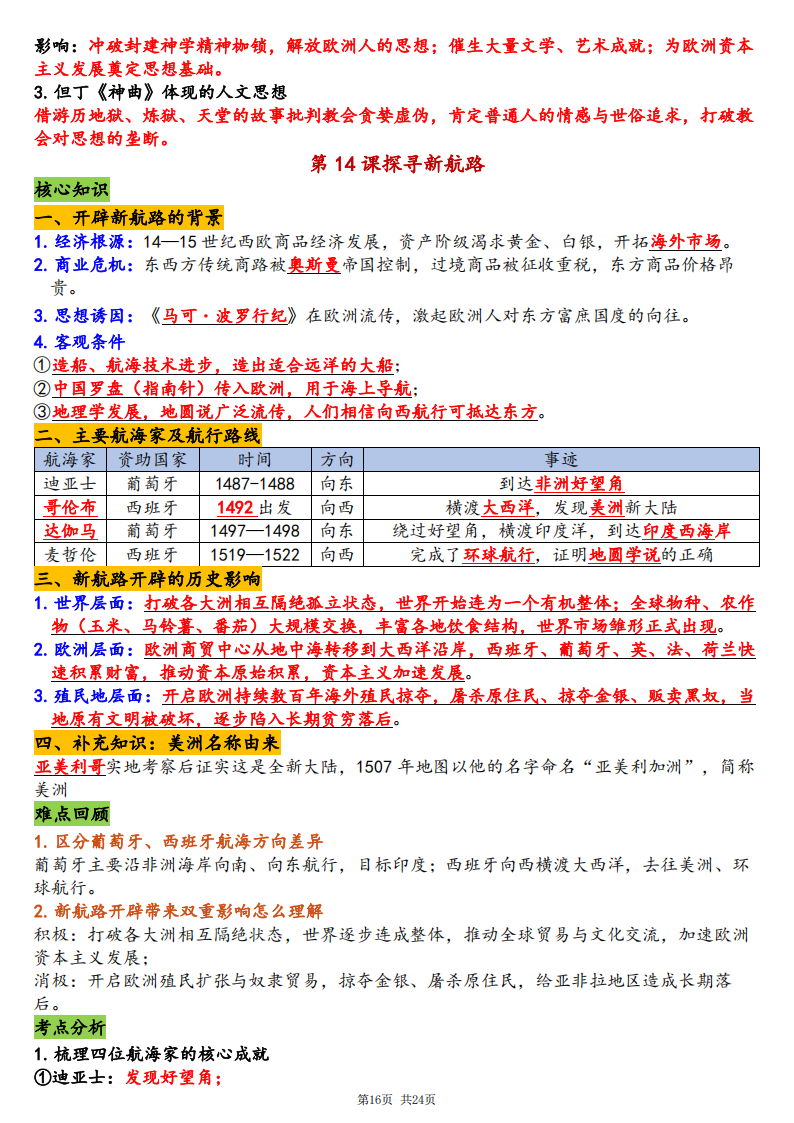 影响：冲破封建神学精神枷锁，解放欧洲人的思想；催生大量文学、艺术成就；为欧洲资本
主义发展奠定思想基础。
3. 但丁《神曲》体现的人文思想
借游历地狱、炼狱、天堂的故事批判教会贪婪虚伪，肯定普通人的情感与世俗追求，打破教
会对思想的垄断。
第 14 课探寻新航路
核心知识
一、开辟新航路的背景
1. 经济根源：14—15 世纪西欧商品经济发展，资产阶级渴求黄金、白银，开拓海外市场。
2. 商业危机：东西方传统商路被奥斯曼帝国控制，过境商品被征收重税，东方商品价格昂
贵。
3. 思想诱因：《马可·波罗行纪》在欧洲流传，激起欧洲人对东方富庶国度的向往。
4. 客观条件
①造船、航海技术进步，造出适合远洋的大船；
②中国罗盘（指南针）传入欧洲，用于海上导航；
③地理学发展，地圆说广泛流传，人们相信向西航行可抵达东方。
二、主要航海家及航行路线
航海家 资助国家 时间 方向 事迹
迪亚士 葡萄牙 1487-1488 向东 到达非洲好望角
哥伦布 西班牙 1492 出发 向西 横渡大西洋，发现美洲新大陆
达伽马 葡萄牙 1497—1498 向东 绕过好望角，横渡印度洋，到达印度西海岸
麦哲伦 西班牙 1519—1522 向西 完成了环球航行，证明地圆学说的正确
三、新航路开辟的历史影响
1. 世界层面：打破各大洲相互隔绝孤立状态，世界开始连为一个有机整体；全球物种、农作
物（玉米、马铃薯、番茄）大规模交换，丰富各地饮食结构，世界市场雏形正式出现。
2. 欧洲层面：欧洲商贸中心从地中海转移到大西洋沿岸，西班牙、葡萄牙、英、法、荷兰快
速积累财富，推动资本原始积累，资本主义加速发展。
3. 殖民地层面：开启欧洲持续数百年海外殖民掠夺，屠杀原住民、掠夺金银、贩卖黑奴，当
地原有文明被破坏，逐步陷入长期贫穷落后。
四、补充知识：美洲名称由来
亚美利哥实地考察后证实这是全新大陆，1507 年地图以他的名字命名“亚美利加洲”，简称
美洲
难点回顾
1. 区分葡萄牙、西班牙航海方向差异
葡萄牙主要沿非洲海岸向南、向东航行，目标印度；西班牙向西横渡大西洋，去往美洲、环
球航行。
2. 新航路开辟带来双重影响怎么理解
积极：打破各大洲相互隔绝状态，世界逐步连成整体，推动全球贸易与文化交流，加速欧洲
资本主义发展；
消极：开启欧洲殖民扩张与奴隶贸易，掠夺金银、屠杀原住民，给亚非拉地区造成长期落
后。
考点分析
1. 梳理四位航海家的核心成就
①迪亚士：发现好望角；
第16页 共24页